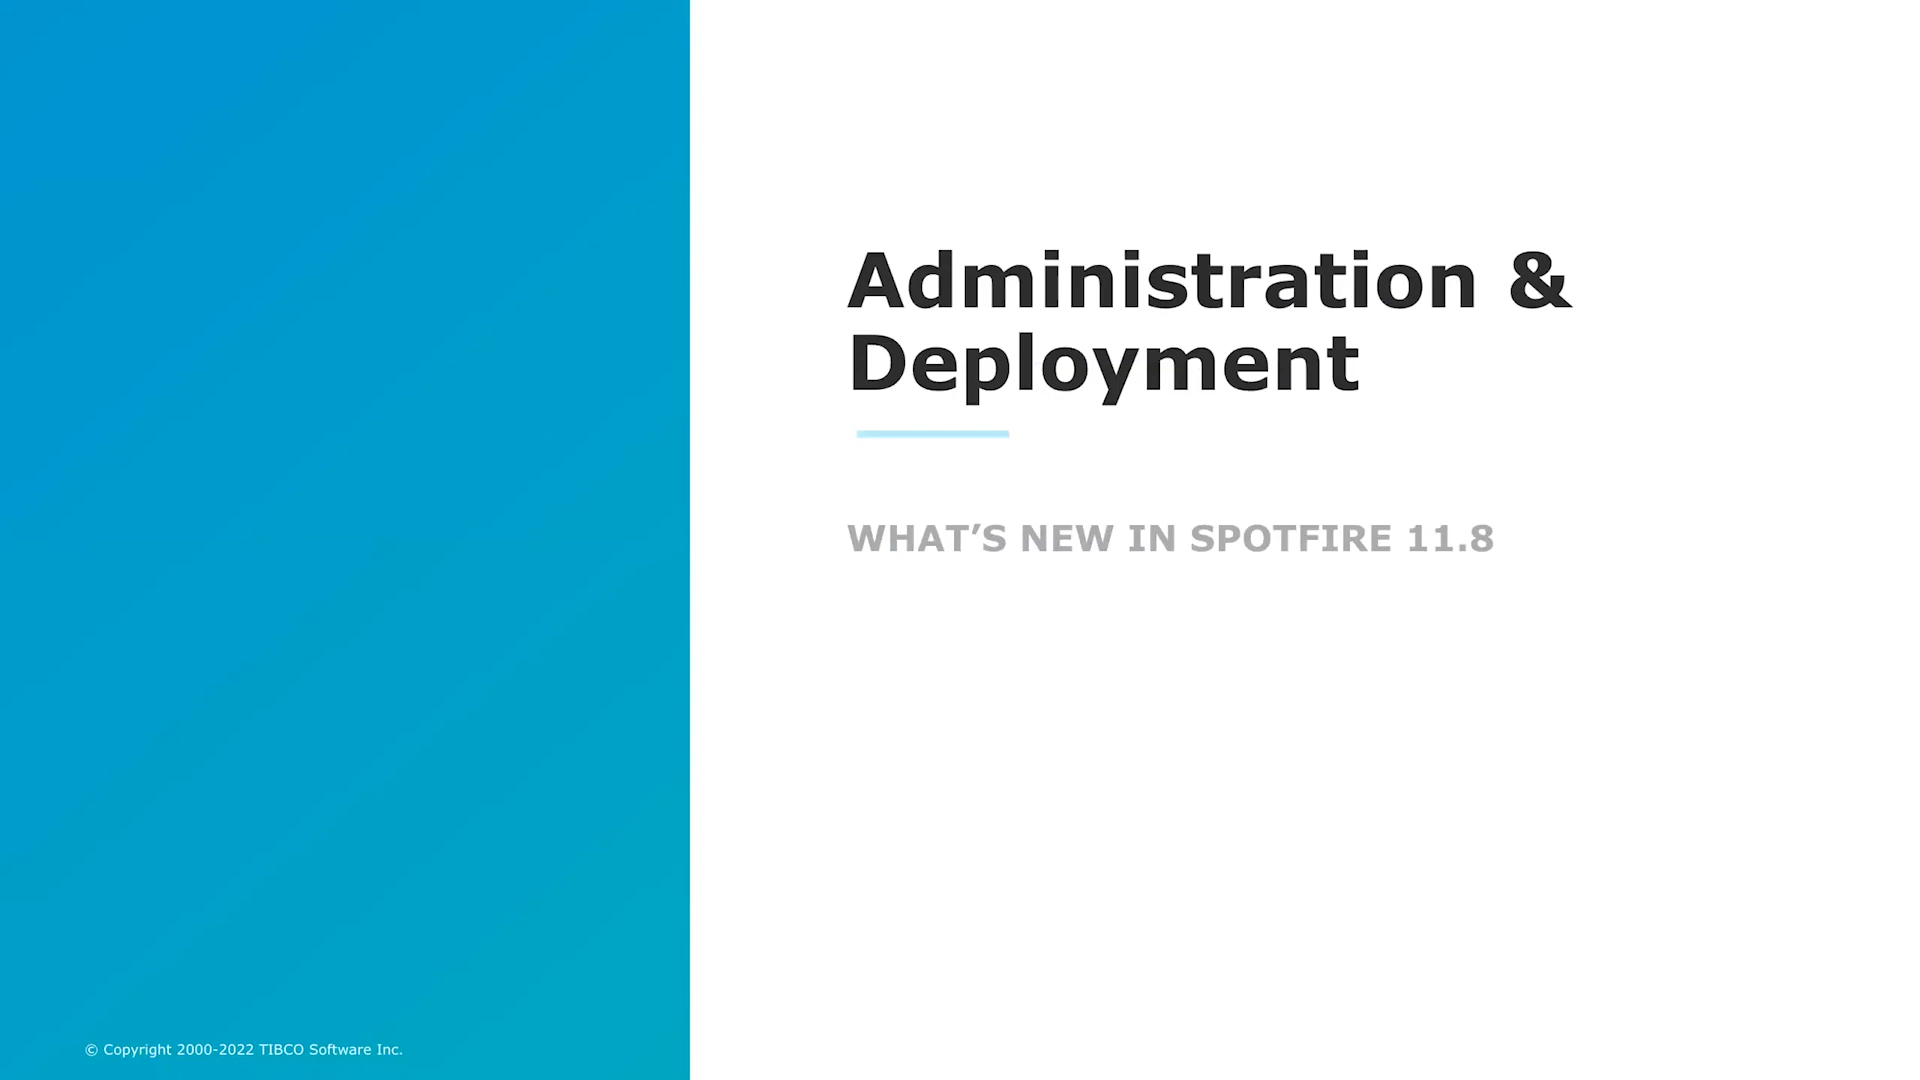 Administration &
Deployment
WHAT’S NEW IN SPOTFIRE 11.8
© Copyright 2000-2022 TIBCO Software Inc.